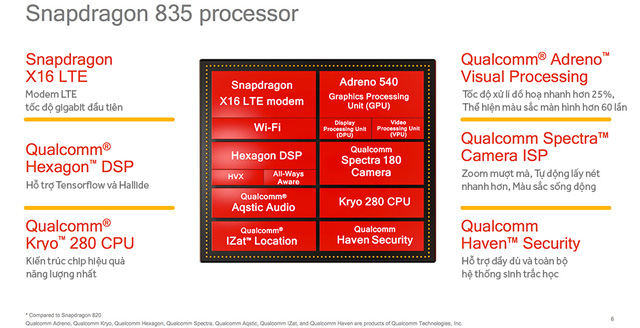 Snapdragon 835 processor
Snapdragon
X16 LTE
Modem LTE
tốc độ gigabit đầu tiên
Qualcomm®
Hexagon™ DSP
Hỗ trợ Tensorflow và Hallide
Qualcomm®
Kryo™ 280 CPU
Kiến trúc chip hiệu quả
năng lượng nhất
Snapdragon
X16 LTE modem
Adreno 540
Graphics Processing
Unit (GPU)
Wi-Fi
Display
Processing Unit
(DPU)
Video
Processing Unit
(VPU)
Hexagon DSP
HVX
All-Ways
Aware
Qualcomm
Spectra 180
Camera
Qualcomm®
Aqstic Audio
Kryo 280 CPU
Qualcomm®
IZat™ Location
Qualcomm
Haven Security
Qualcomm® Adreno™
Visual Processing
Tốc độ xử lí đồ hoạ nhanh hơn 25%,
Thể hiện màu sắc màn hình hơn 60 lần
Qualcomm Spectra™
Camera ISP
Zoom mượt mà, Tự động lấy nét
nhanh hơn, Màu sắc sống động
Qualcomm
Haven™ Security
Hỗ trợ đầy đủ và toàn bộ
hệ thống sinh trắc học
* Compared to Snapdragon 820
Qualcomm Adreno, Qualcomm Kryo, Qualcomm Hexagon, Qualcomm Spectra, Qualcomm Aqstic, Qualcomm IZat, and Qualcomm Haven are products of Qualcomm Technologies, Inc.
6